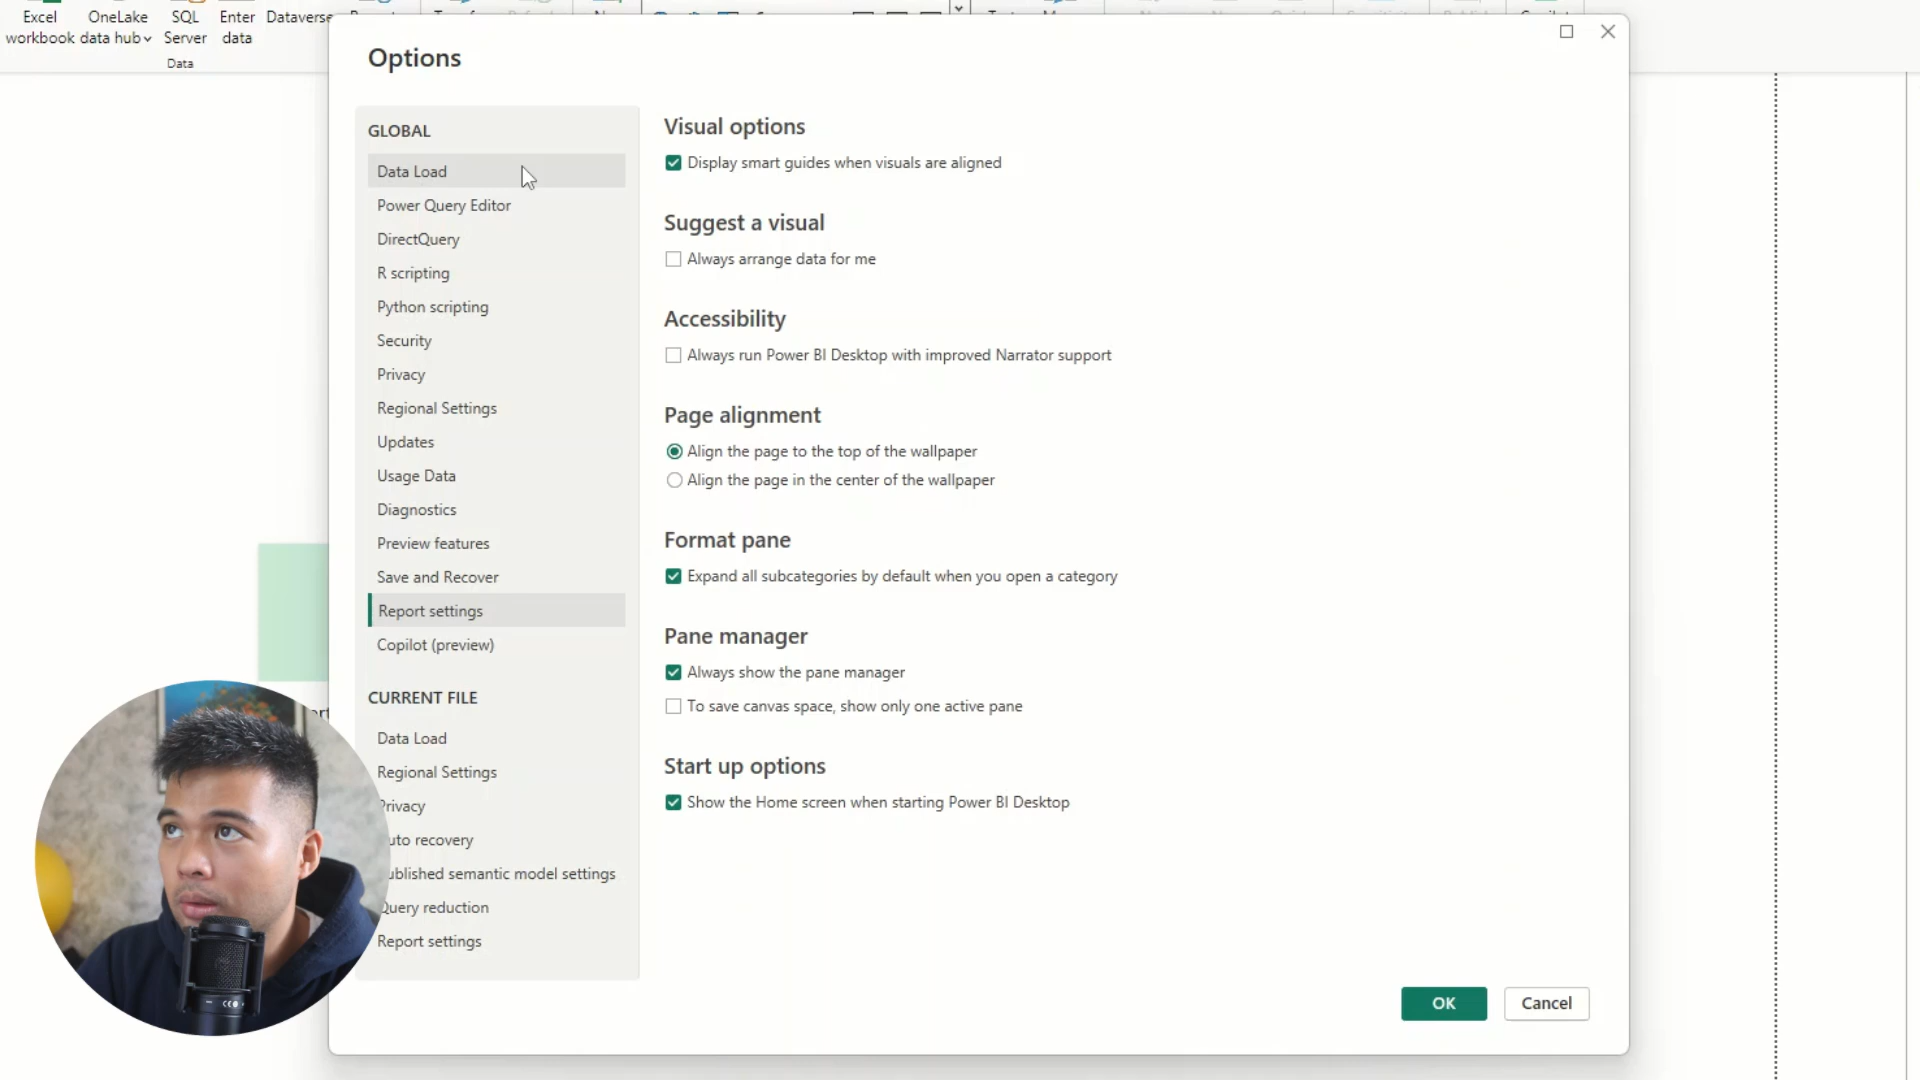 Excel
workbook
OneLake
data hub
SQL
Server
Enter
data
Dataverse
Data
Options
GLOBAL
Data Load
Power Query Editor
DirectQuery
R scripting
Python scripting
Security
Privacy
Regional Settings
Updates
Usage Data
Diagnostics
Preview features
Save and Recover
Report settings
Copilot (preview)
CURRENT FILE
Data Load
Regional Settings
Privacy
uto recovery
ublished semantic model settings
Query reduction
Report settings
Visual options
Display smart guides when visuals are aligned
Suggest a visual
Always arrange data for me
Accessibility
Always run Power BI Desktop with improved Narrator support
Page alignment
Align the page to the top of the wallpaper
Align the page in the center of the wallpaper
Format pane
Expand all subcategories by default when you open a category
Pane manager
Always show the pane manager
To save canvas space, show only one active pane
Start up options
Show the Home screen when starting Power BI Desktop
OK
Cancel